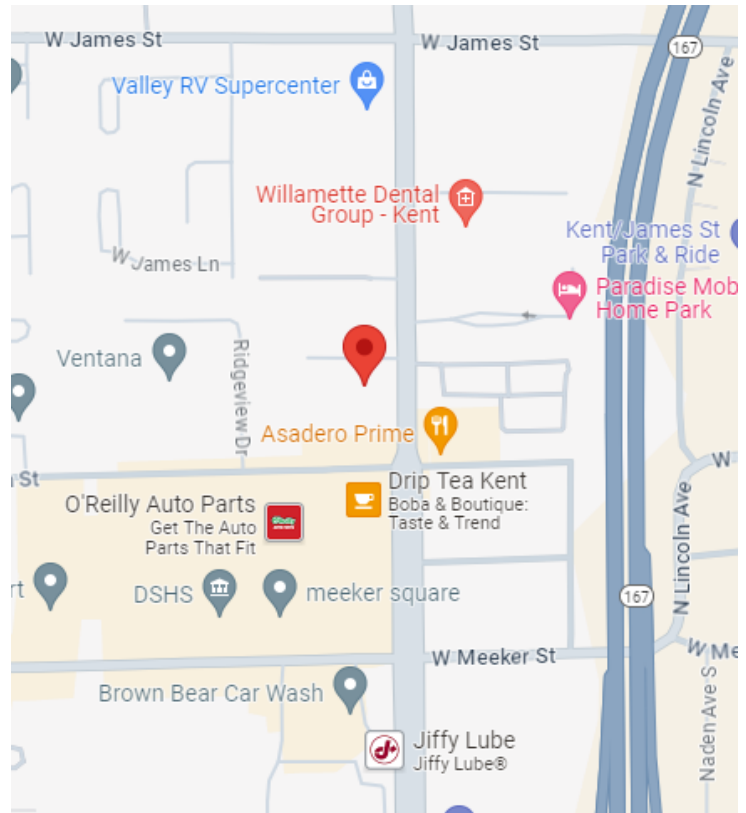 W James St
W James St
167
Valley RV Supercenter
N Lincoln Ave
Willamette Dental
Group - Kent
Kent/James St
Park & Ride
W James Ln
Paradise Mob
Home Park
Ventana
Ridgeview Dr
Asadero Prime
St
W
Drip Tea Kent
Boba & Boutique:
Taste & Trend
O'Reilly Auto Parts
Get The Auto
Parts That Fit
N Lincoln Ave
rt
DSHS
meeker square
167
W Meeker St
W Me
Brown Bear Car Wash
Naden Ave S
Jiffy Lube
Jiffy Lube®